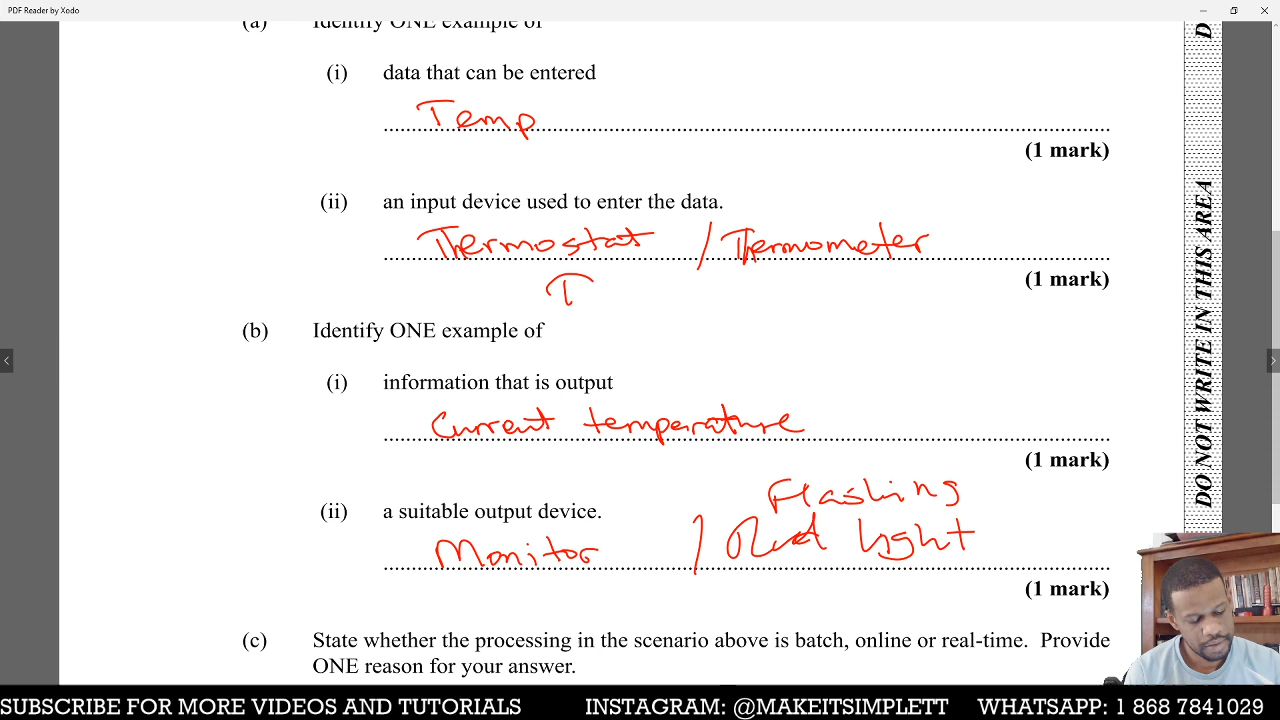 PDF Reader by Xodo
(a) Identify ONE example of
(i) data that can be entered
Temp
(1 mark)
(ii) an input device used to enter the data.
Thermostat / Thermometer
(1 mark)
T
(b) Identify ONE example of
(i) information that is output
Current temperature
(1 mark)
Flashing
(ii) a suitable output device.
Monitor / Red light
(1 mark)
(c) State whether the processing in the scenario above is batch, online or real-time. Provide
ONE reason for your answer.
DO NOT WRITE IN THIS AREA
D
SUBSCRIBE FOR MORE VIDEOS AND TUTORIALS INSTAGRAM: @MAKEITSIMPLETT WHATSAPP: 1 868 7841029